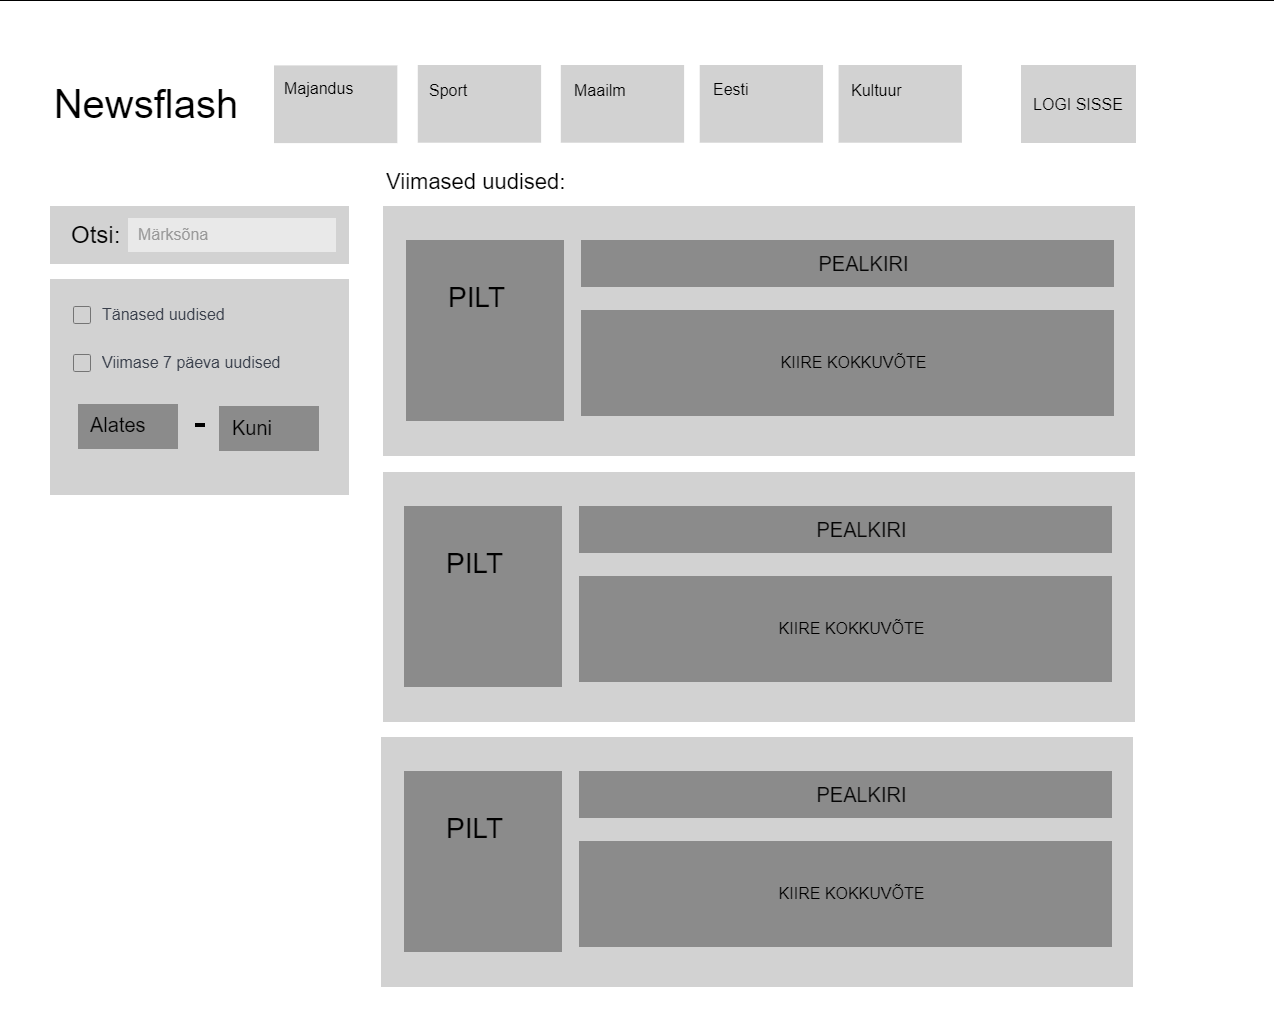 Newsflash
Majandus
Sport
Maailm
Eesti
Kultuur
LOGI SISSE
Otsi:
Märksõna
Tänased uudised
Viimase 7 päeva uudised
Alates
-
Kuni
Viimased uudised:
PILT
PEALKIRI
KIIRE KOKKUVÕTE
PILT
PEALKIRI
KIIRE KOKKUVÕTE
PILT
PEALKIRI
KIIRE KOKKUVÕTE